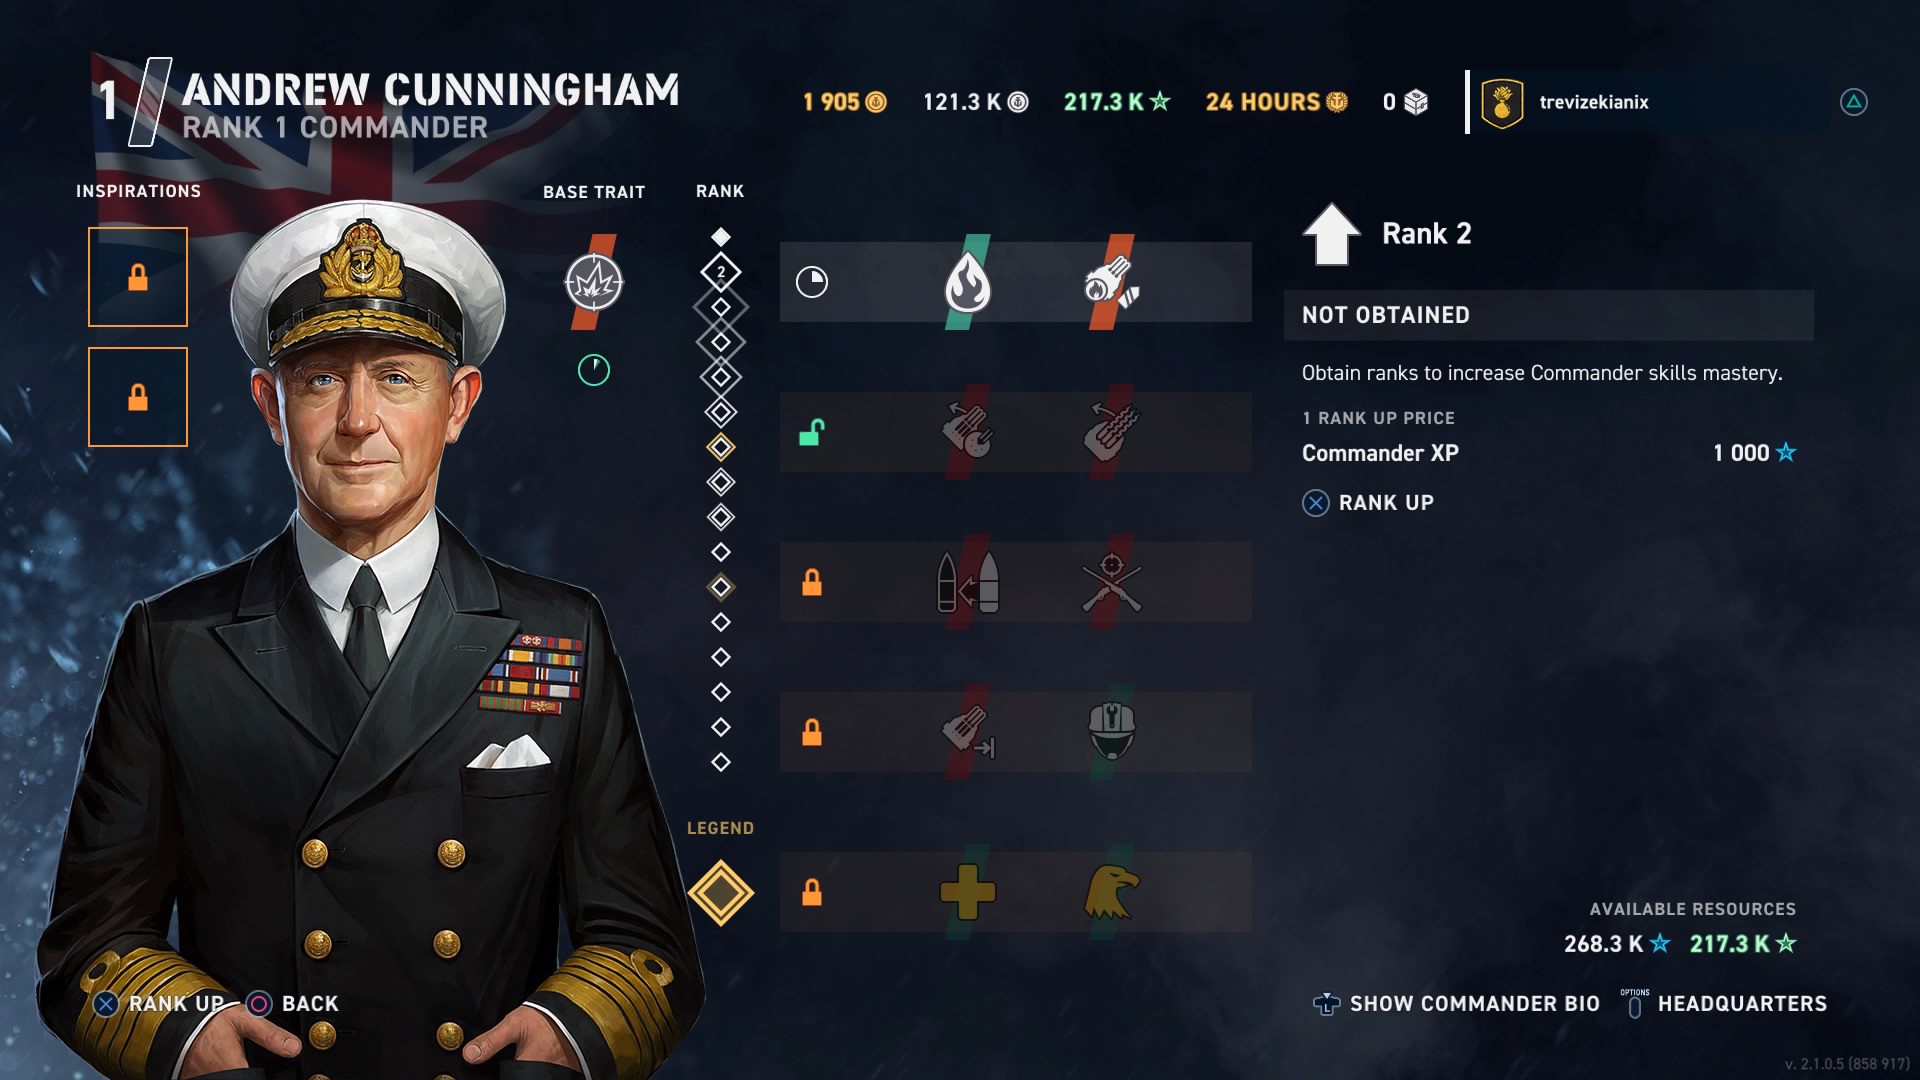 1
ANDREW CUNNINGHAM
RANK 1 COMMANDER
1 905
121.3 K
217.3 K
24 HOURS
0
trevizekianix
INSPIRATIONS
BASE TRAIT
RANK
2
Rank 2
NOT OBTAINED
Obtain ranks to increase Commander skills mastery.
1 RANK UP PRICE
Commander XP 1 000
RANK UP
LEGEND
AVAILABLE RESOURCES
268.3 K 217.3 K
RANK UP BACK
L SHOW COMMANDER BIO OPTIONS HEADQUARTERS
v. 2.1.0.5 (858 917)